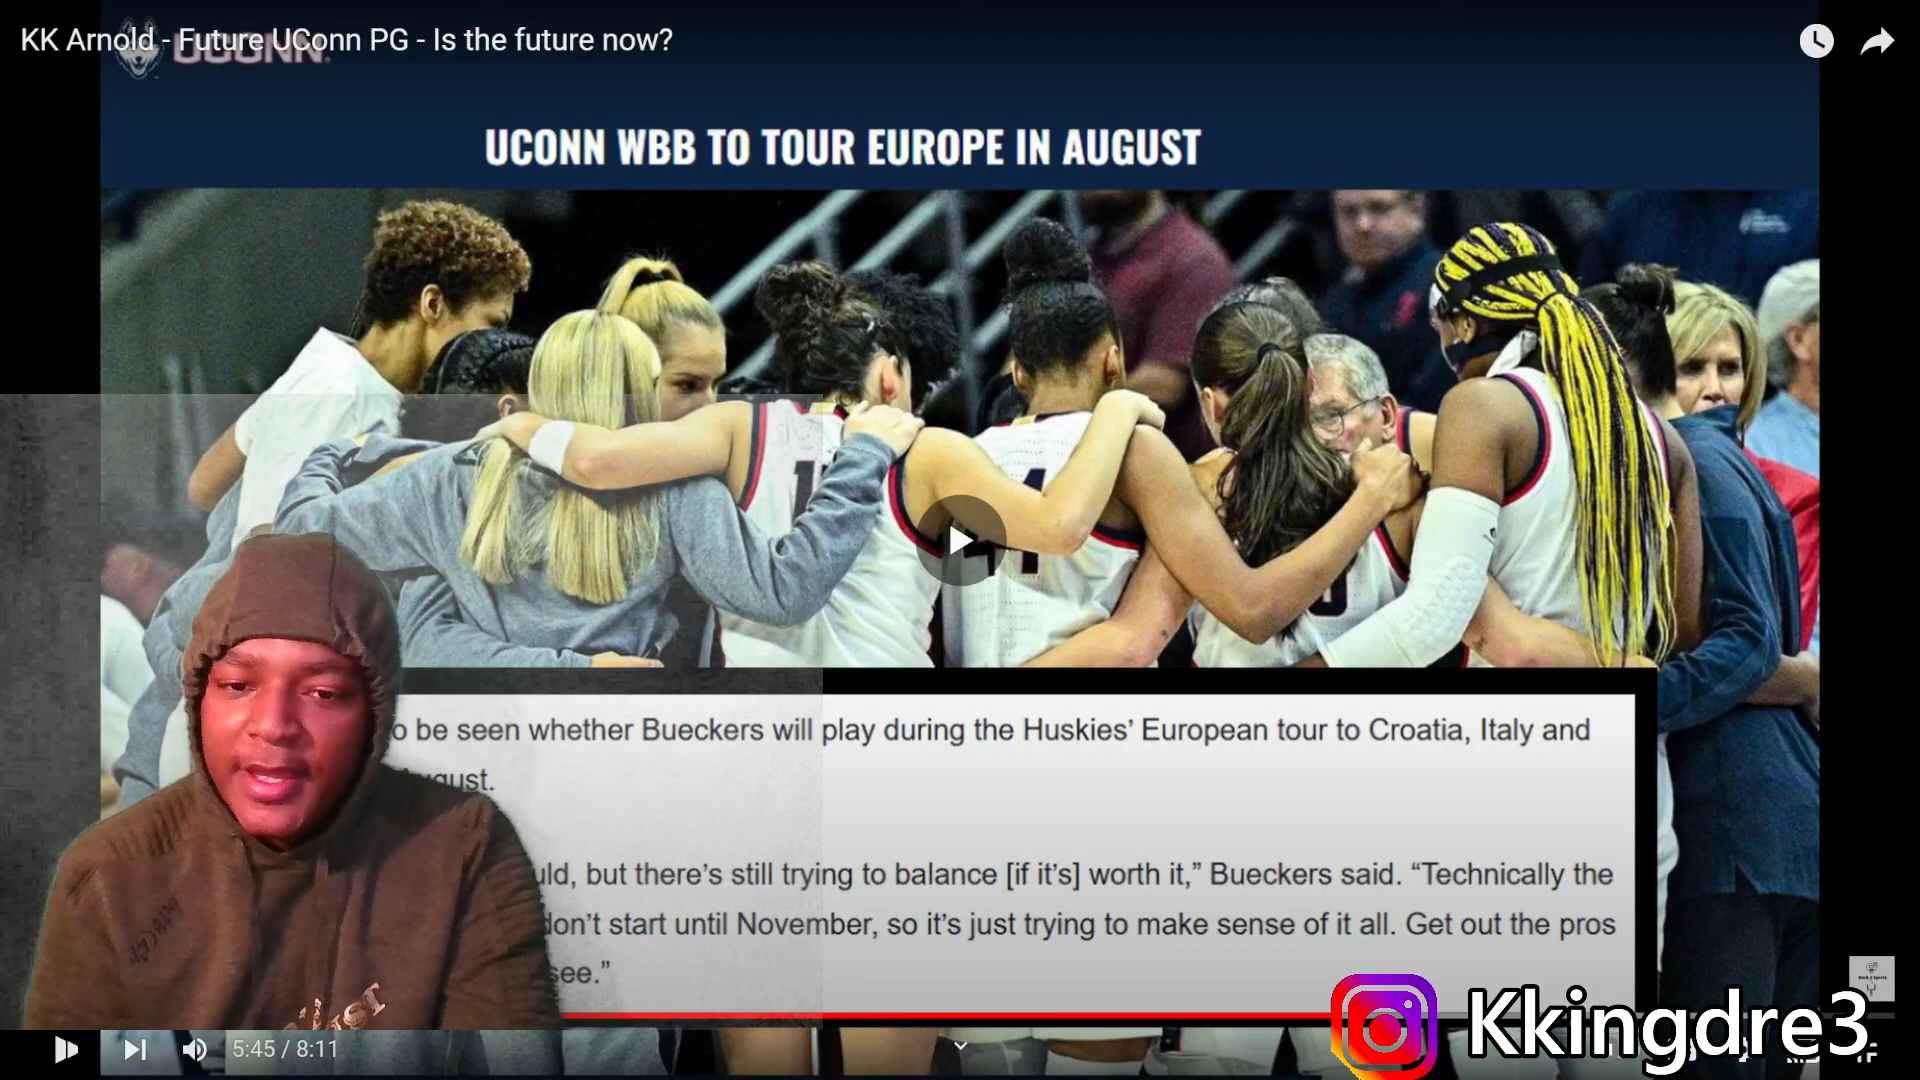 KK Arnold - Future UConn PG - Is the future now?
UCONN
UCONN WBB TO TOUR EUROPE IN AUGUST
o be seen whether Bueckers will play during the Huskies’ European tour to Croatia, Italy and
ugust.
uld, but there’s still trying to balance [if it’s] worth it,” Bueckers said. “Technically the
don’t start until November, so it’s just trying to make sense of it all. Get out the pros
see.”
5:45 / 8:11
Kkingdre3